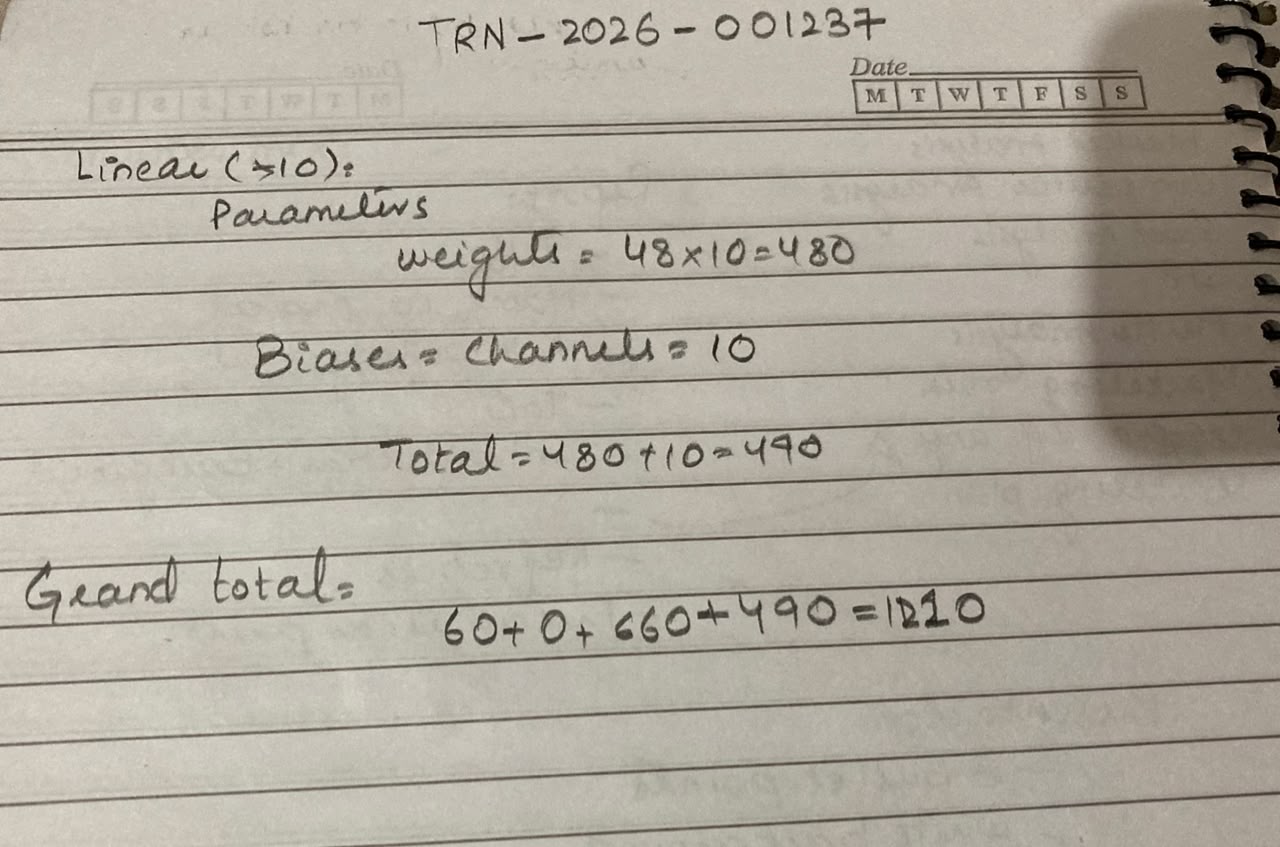 TRN - 2026 - 001237
Date
M T W T F S S
Linear (→10):
Parameters
weights = 48×10=480
Biases = Channels = 10
Total = 480+10=490
Grand total=
60+0+660+490=1210